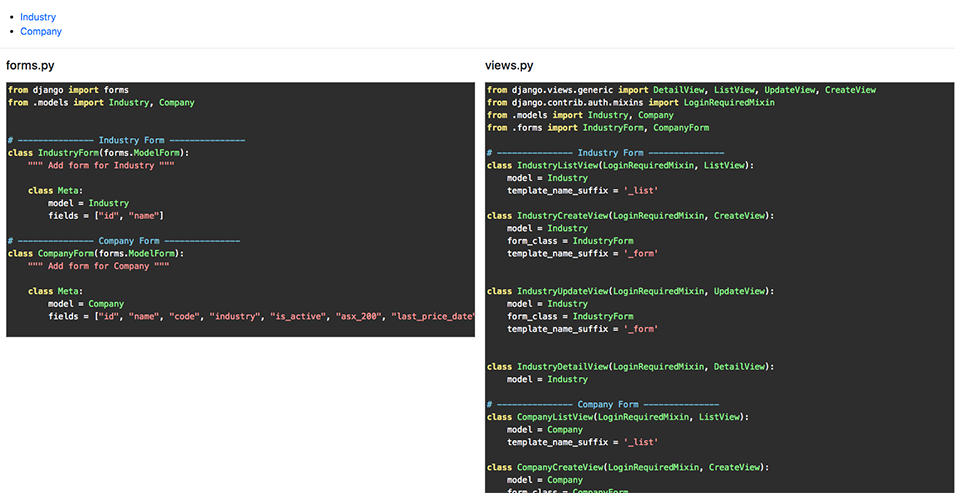 Industry
Company
forms.py
from django import forms
from .models import Industry, Company
# --------------- Industry Form ---------------
class IndustryForm(forms.ModelForm):
    """ Add form for Industry """
    class Meta:
        model = Industry
        fields = ["id", "name"]
# --------------- Company Form ---------------
class CompanyForm(forms.ModelForm):
    """ Add form for Company """
    class Meta:
        model = Company
        fields = ["id", "name", "code", "industry", "is_active", "asx_200", "last_price_date"
views.py
from django.views.generic import DetailView, ListView, UpdateView, CreateView
from django.contrib.auth.mixins import LoginRequiredMixin
from .models import Industry, Company
from .forms import IndustryForm, CompanyForm
# --------------- Industry Form ---------------
class IndustryListView(LoginRequiredMixin, ListView):
    model = Industry
    template_name_suffix = '_list'
class IndustryCreateView(LoginRequiredMixin, CreateView):
    model = Industry
    form_class = IndustryForm
    template_name_suffix = '_form'
class IndustryUpdateView(LoginRequiredMixin, UpdateView):
    model = Industry
    form_class = IndustryForm
    template_name_suffix = '_form'
class IndustryDetailView(LoginRequiredMixin, DetailView):
    model = Industry
# --------------- Company Form ---------------
class CompanyListView(LoginRequiredMixin, ListView):
    model = Company
    template_name_suffix = '_list'
class CompanyCreateView(LoginRequiredMixin, CreateView):
    model = Company
    form_class = CompanyForm